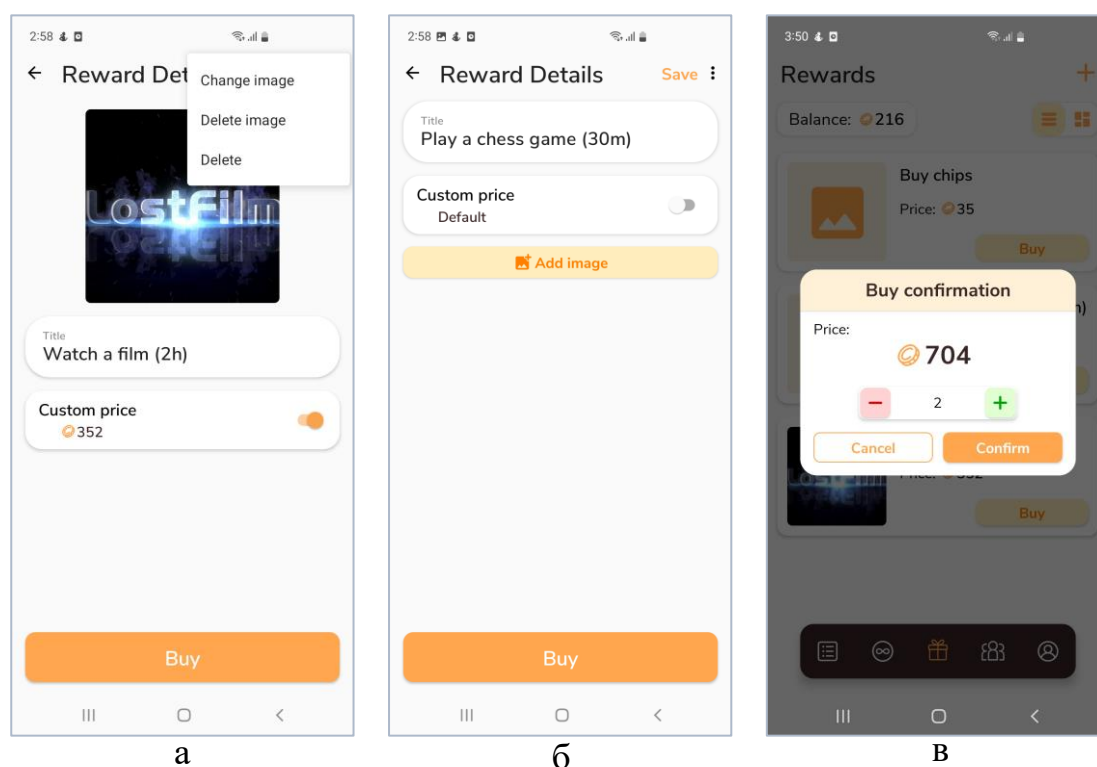 2:58
Reward Det
Change image
Delete image
Delete
LostFilm
Title
Watch a film (2h)
Custom price
352
Buy
а
2:58
Reward Details Save
Title
Play a chess game (30m)
Custom price
Default
Add image
Buy
б
3:50
Rewards
Balance: 216
Buy chips
Price: 35
Buy
Buy confirmation
Price:
704
2
Cancel Confirm
Buy
в